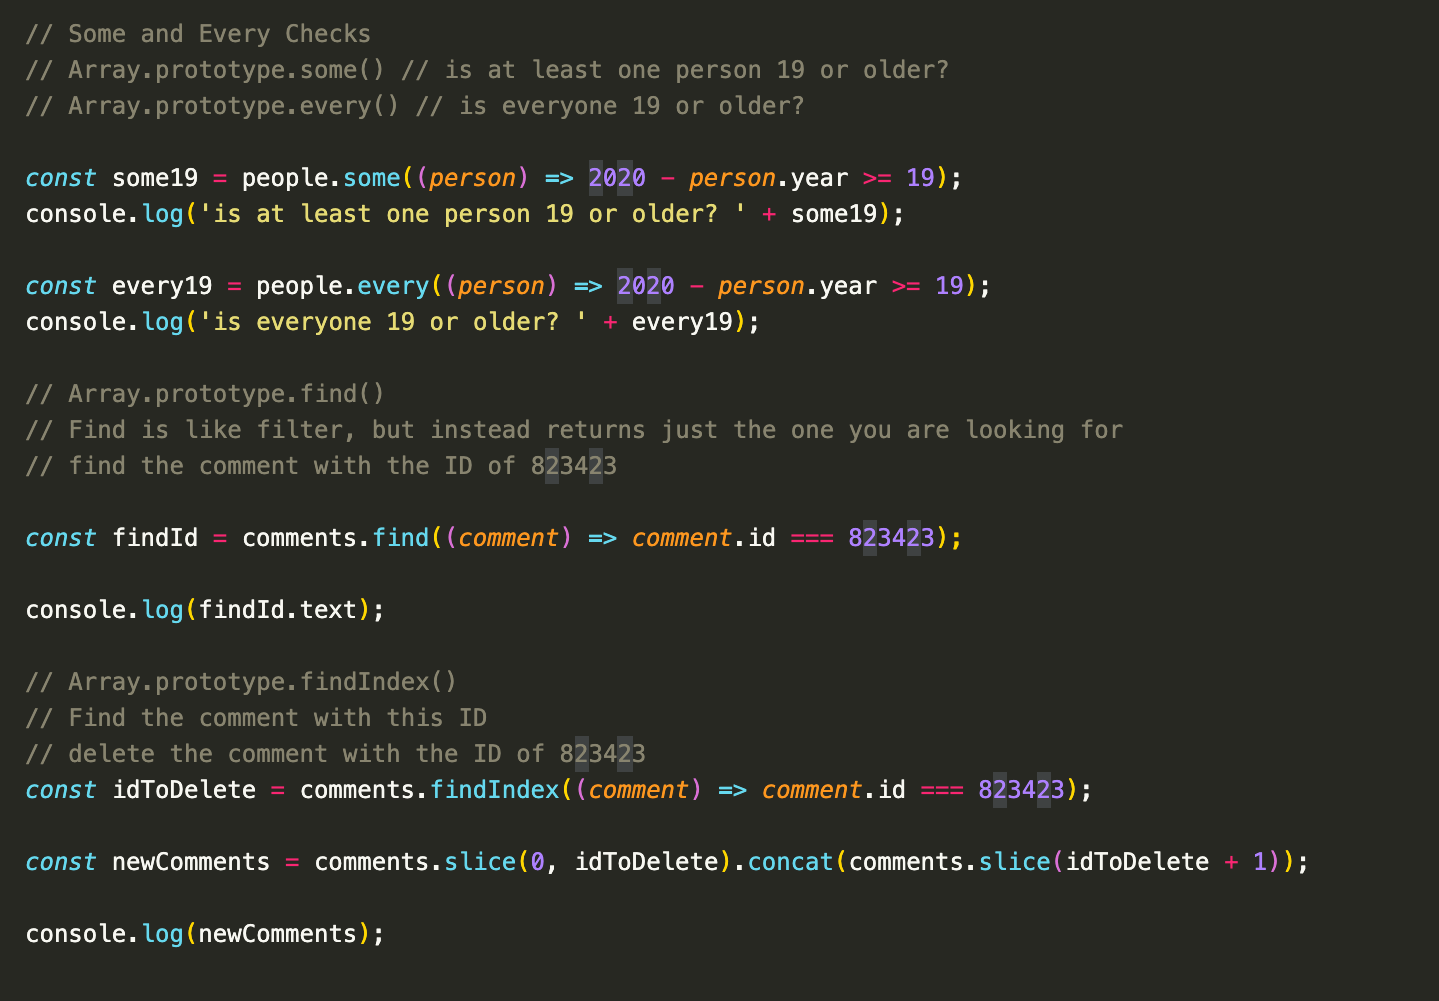 // Some and Every Checks
// Array.prototype.some() // is at least one person 19 or older?
// Array.prototype.every() // is everyone 19 or older?
const some19 = people.some((person) => 2020 - person.year >= 19);
console.log('is at least one person 19 or older? ' + some19);
const every19 = people.every((person) => 2020 - person.year >= 19);
console.log('is everyone 19 or older? ' + every19);
// Array.prototype.find()
// Find is like filter, but instead returns just the one you are looking for
// find the comment with the ID of 823423
const findId = comments.find((comment) => comment.id === 823423);
console.log(findId.text);
// Array.prototype.findIndex()
// Find the comment with this ID
// delete the comment with the ID of 823423
const idToDelete = comments.findIndex((comment) => comment.id === 823423);
const newComments = comments.slice(0, idToDelete).concat(comments.slice(idToDelete + 1));
console.log(newComments);